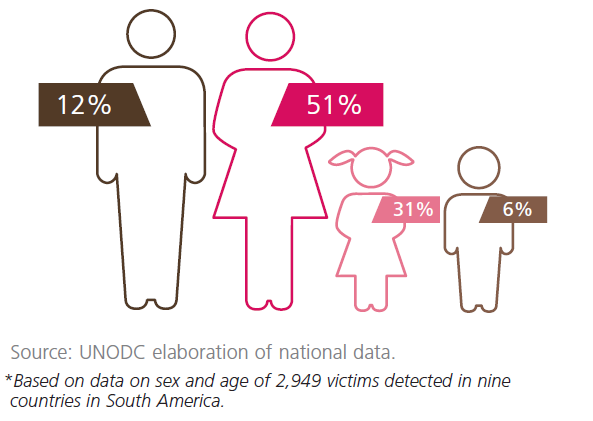 12%
51%
31%
6%
Source: UNODC elaboration of national data.
*Based on data on sex and age of 2,949 victims detected in nine
countries in South America.